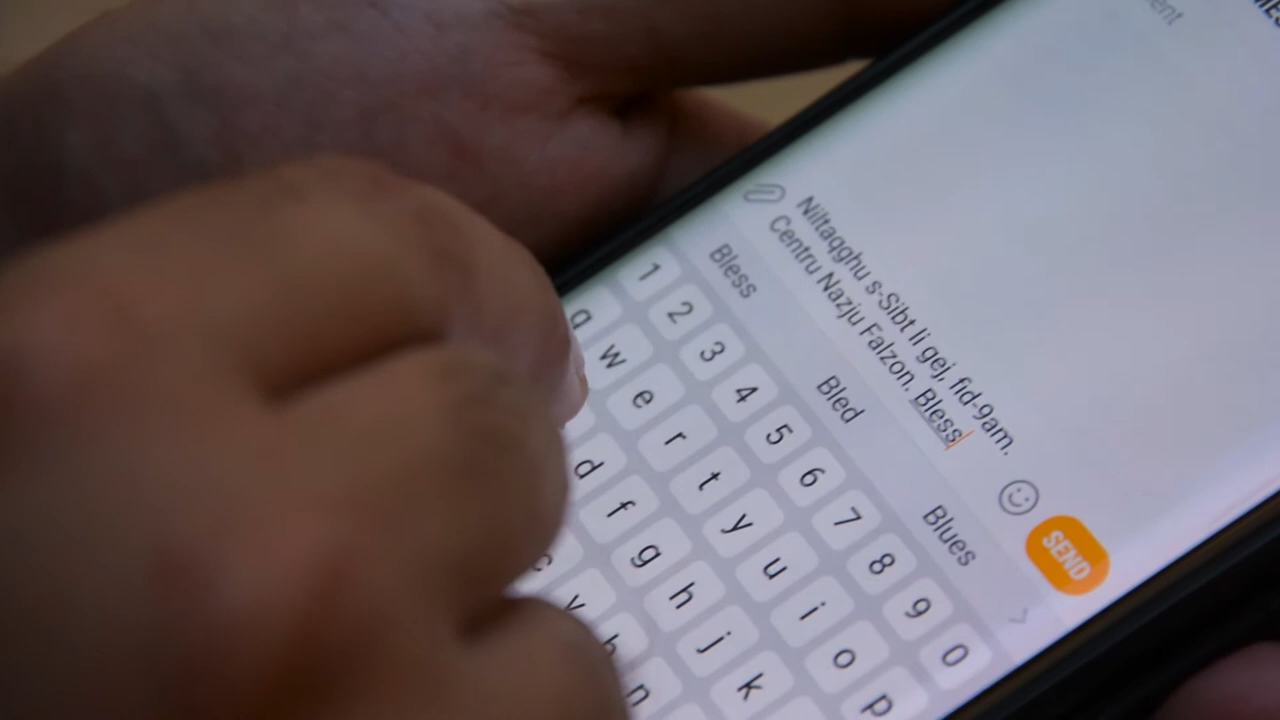 Niltaqghu s-Sibt li gej, fid-9am.
Centru Nazju Falzon. Bless
SEND
Bless Bled Blues
1 2 3 4 5 6 7 8 9 0
q w e r t y u i o p
d f g h j k
c v b n